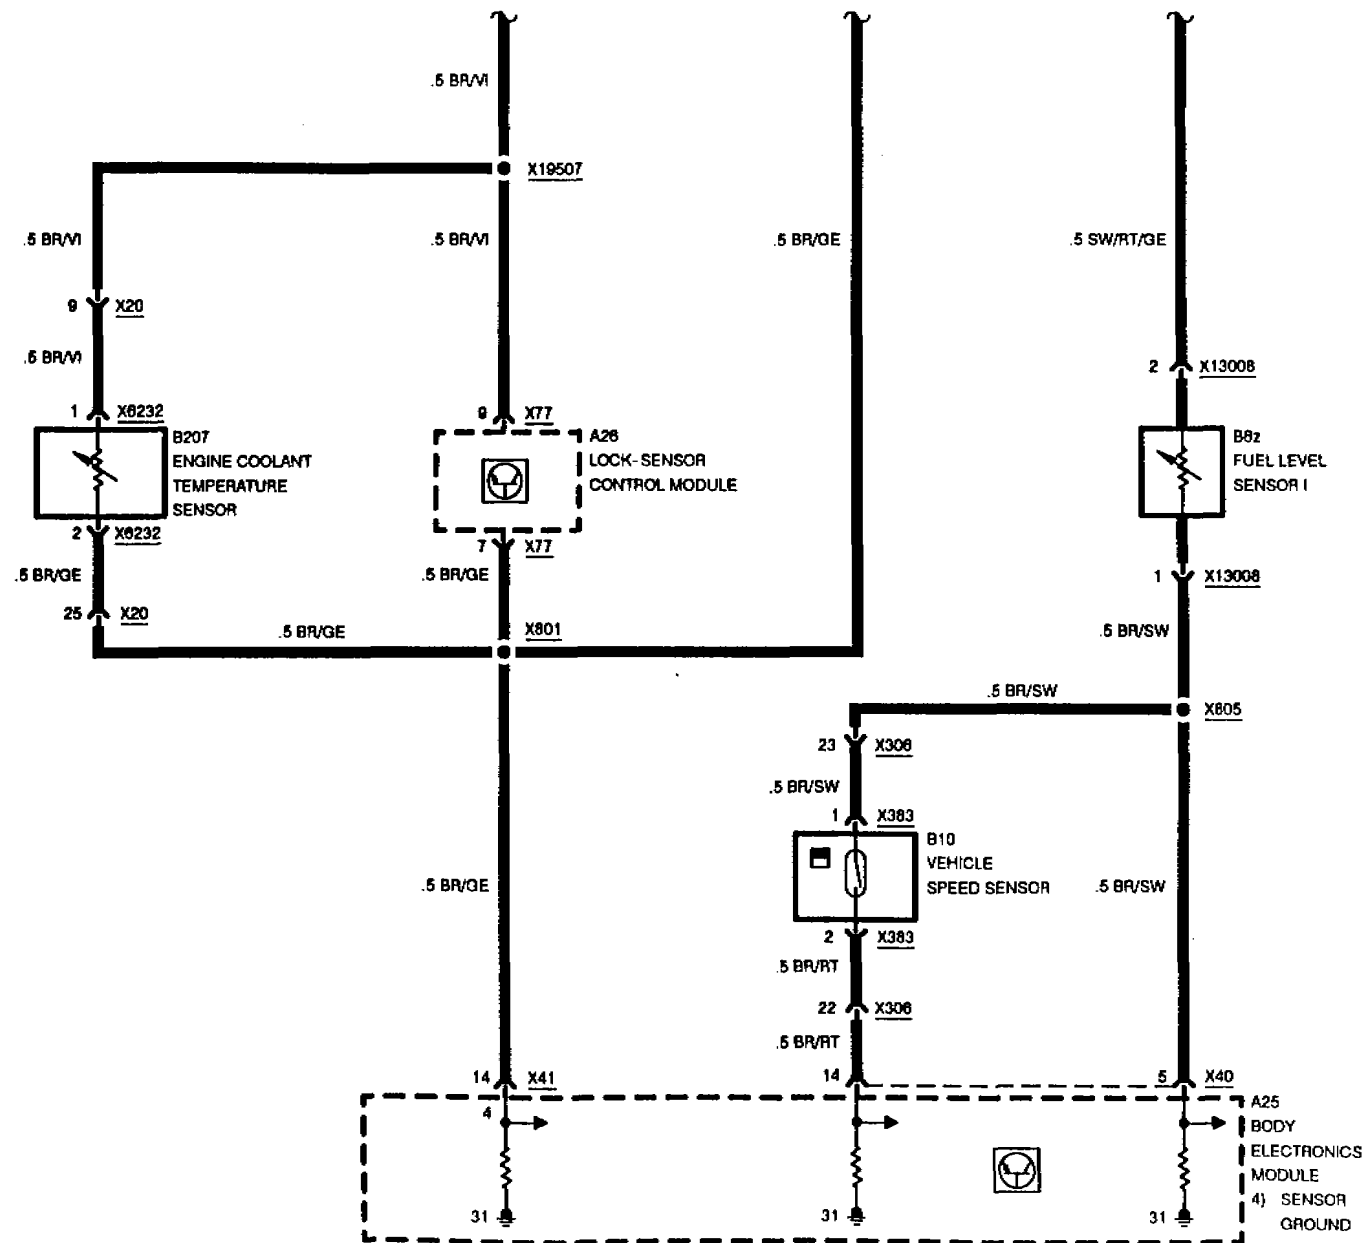 .5 BR/VI
X19507
.5 BR/VI
.5 BR/VI
.5 BR/GE
.5 SW/RT/GE
9 X20
.5 BR/VI
2 X13008
1 X6232
9 X77
B207
ENGINE COOLANT
TEMPERATURE
SENSOR
A26
LOCK-SENSOR
CONTROL MODULE
B62
FUEL LEVEL
SENSOR I
2 X6232
7 X77
.5 BR/GE
.5 BR/GE
1 X13008
25 X20
.5 BR/GE
X801
.5 BR/SW
.5 BR/SW
X805
23 X306
.5 BR/SW
1 X383
B10
VEHICLE
SPEED SENSOR
.5 BR/GE
.5 BR/SW
2 X383
.5 BR/RT
22 X306
.5 BR/RT
14 X41
14
5 X40
4
A25
BODY
ELECTRONICS
MODULE
4) SENSOR
GROUND
31
31
31